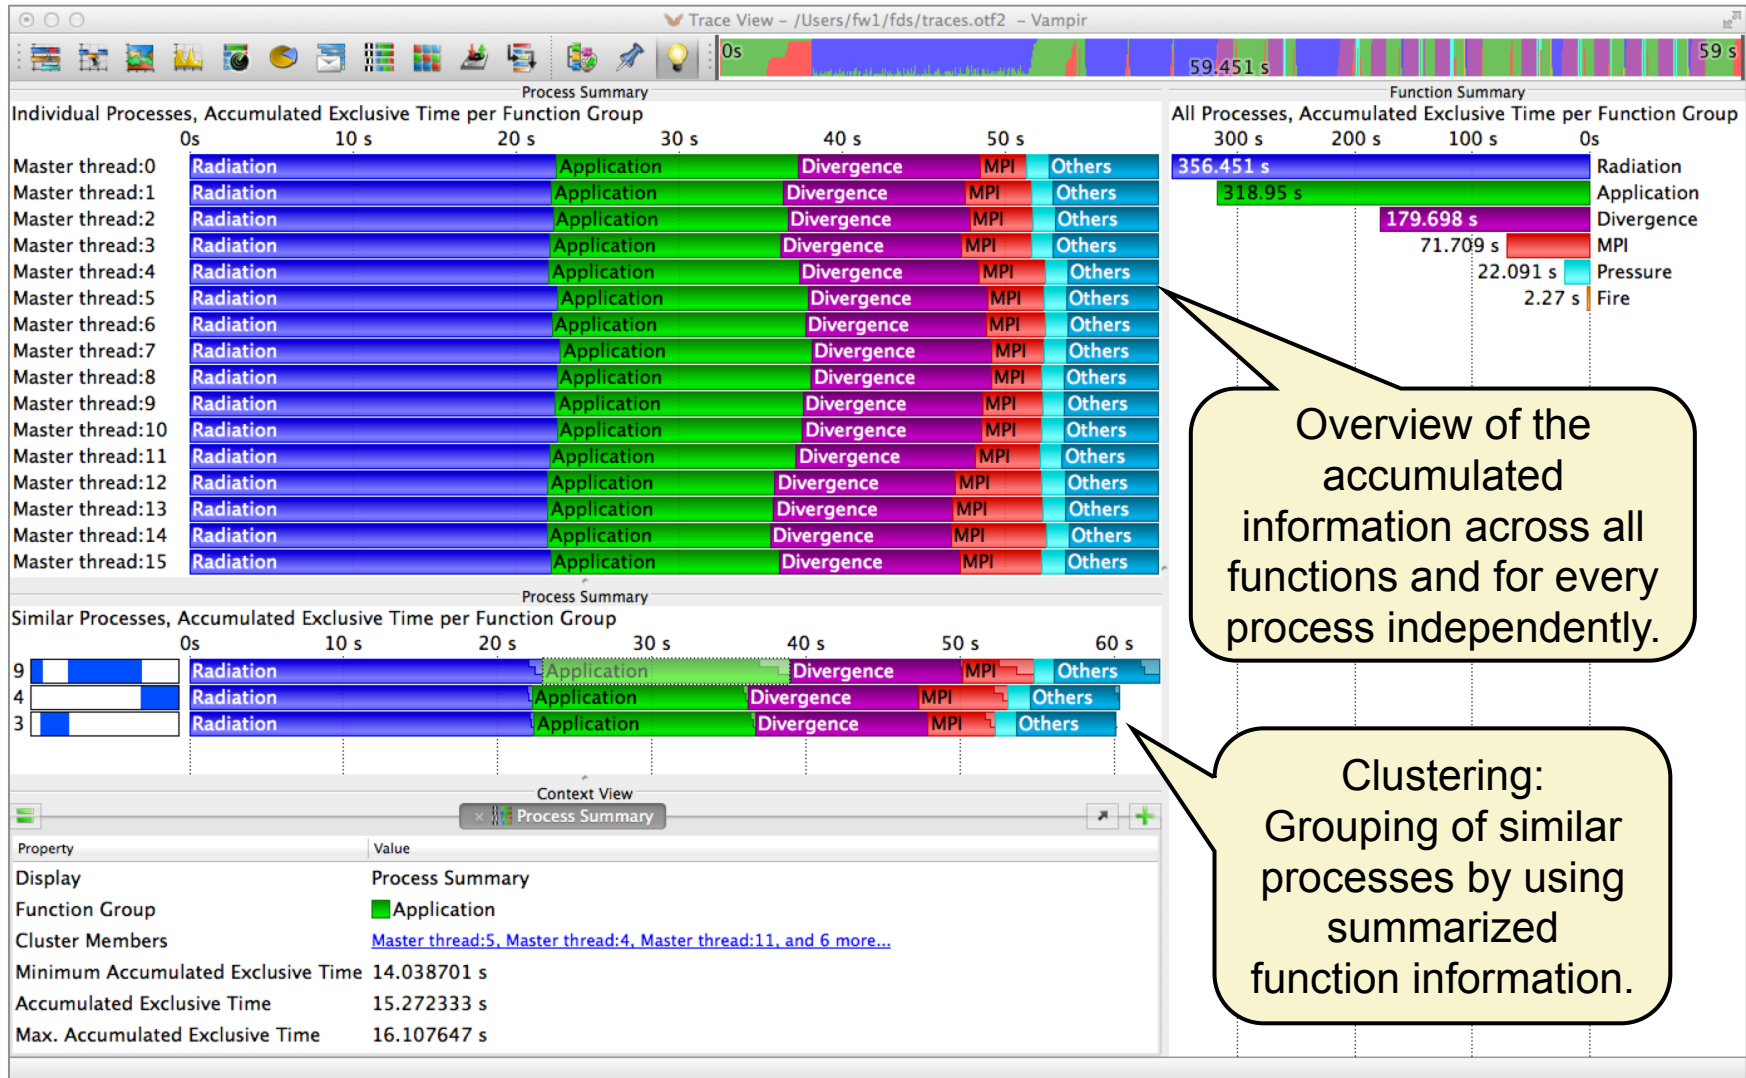 Trace View – /Users/fw1/fds/traces.otf2 – Vampir
0s
59.451 s
59 s
Process Summary
Individual Processes, Accumulated Exclusive Time per Function Group
0s 10 s 20 s 30 s 40 s 50 s
Master thread:0 Radiation Application Divergence MPI Others
Master thread:1 Radiation Application Divergence MPI Others
Master thread:2 Radiation Application Divergence MPI Others
Master thread:3 Radiation Application Divergence MPI Others
Master thread:4 Radiation Application Divergence MPI Others
Master thread:5 Radiation Application Divergence MPI Others
Master thread:6 Radiation Application Divergence MPI Others
Master thread:7 Radiation Application Divergence MPI Others
Master thread:8 Radiation Application Divergence MPI Others
Master thread:9 Radiation Application Divergence MPI Others
Master thread:10 Radiation Application Divergence MPI Others
Master thread:11 Radiation Application Divergence MPI Others
Master thread:12 Radiation Application Divergence MPI Others
Master thread:13 Radiation Application Divergence MPI Others
Master thread:14 Radiation Application Divergence MPI Others
Master thread:15 Radiation Application Divergence MPI Others
Function Summary
All Processes, Accumulated Exclusive Time per Function Group
300 s 200 s 100 s 0s
356.451 s Radiation
318.95 s Application
179.698 s Divergence
71.709 s MPI
22.091 s Pressure
2.27 s Fire
Overview of the
accumulated
information across all
functions and for every
process independently.
Process Summary
Similar Processes, Accumulated Exclusive Time per Function Group
0s 10 s 20 s 30 s 40 s 50 s 60 s
9 Radiation Application Divergence MPI Others
4 Radiation Application Divergence MPI Others
3 Radiation Application Divergence MPI Others
Clustering:
Grouping of similar
processes by using
summarized
function information.
Context View
Process Summary
Property Value
Display Process Summary
Function Group Application
Cluster Members Master thread:5, Master thread:4, Master thread:11, and 6 more...
Minimum Accumulated Exclusive Time 14.038701 s
Accumulated Exclusive Time 15.272333 s
Max. Accumulated Exclusive Time 16.107647 s